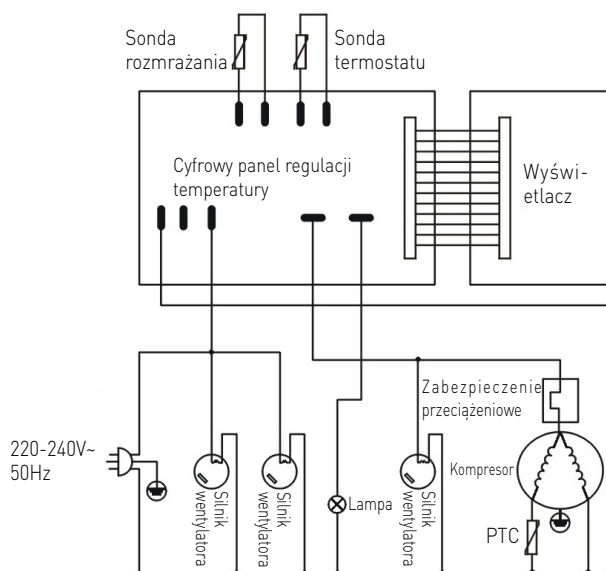 Sonda
rozmrażania
Sonda
termostatu
Cyfrowy panel regulacji
temperatury
Wyświ-
etlacz
Zabezpieczenie
przeciążeniowe
220-240V~
50Hz
Silnik
wentylatora
Silnik
wentylatora
Lampa
Silnik
wentylatora
Kompresor
PTC